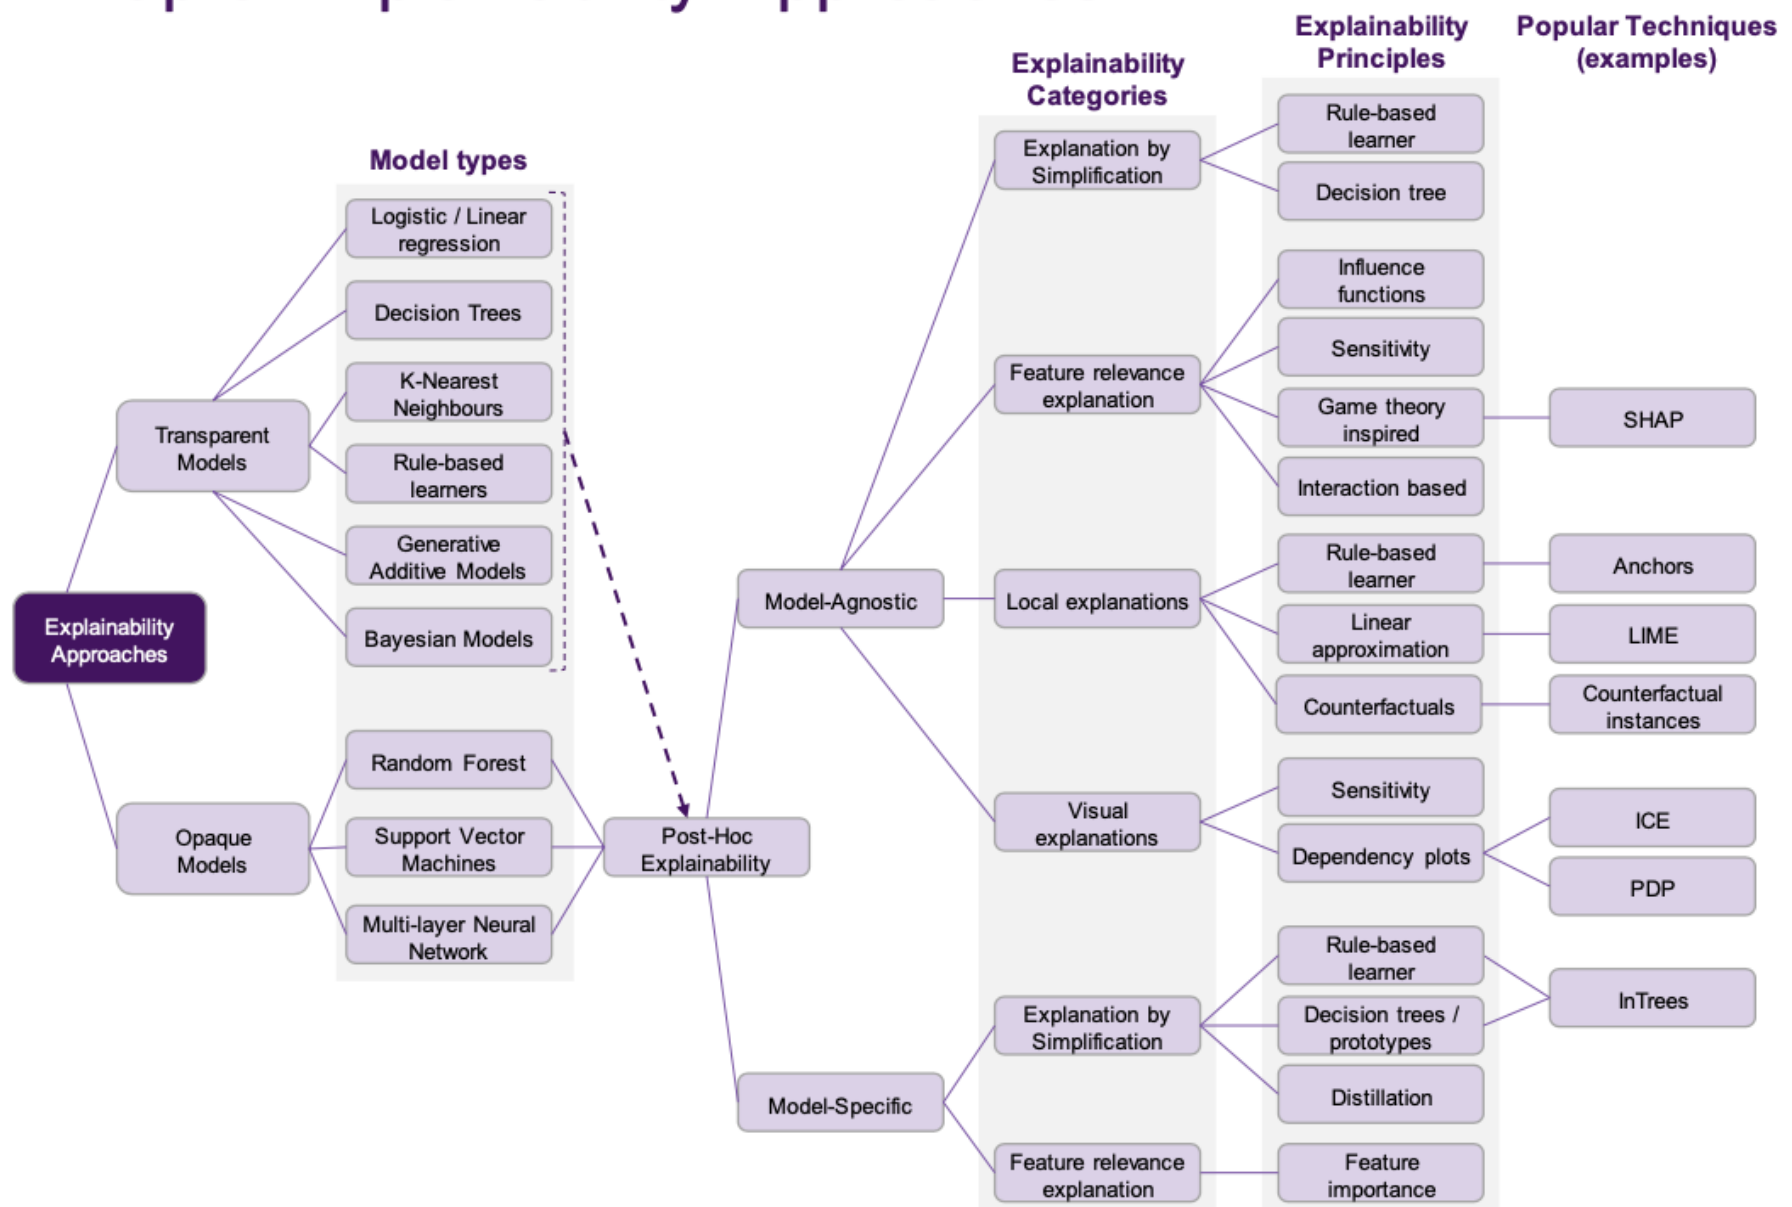 Explainability
Principles
Popular Techniques
(examples)
Explainability
Categories
Model types
Explainability
Approaches
Transparent
Models
Opaque
Models
Logistic / Linear
regression
Decision Trees
K-Nearest
Neighbours
Rule-based
learners
Generative
Additive Models
Bayesian Models
Random Forest
Support Vector
Machines
Multi-layer Neural
Network
Post-Hoc
Explainability
Model-Agnostic
Model-Specific
Explanation by
Simplification
Feature relevance
explanation
Local explanations
Visual
explanations
Explanation by
Simplification
Feature relevance
explanation
Rule-based
learner
Decision tree
Influence
functions
Sensitivity
Game theory
inspired
Interaction based
Rule-based
learner
Linear
approximation
Counterfactuals
Sensitivity
Dependency plots
Rule-based
learner
Decision trees /
prototypes
Distillation
Feature
importance
SHAP
Anchors
LIME
Counterfactual
instances
ICE
PDP
InTrees